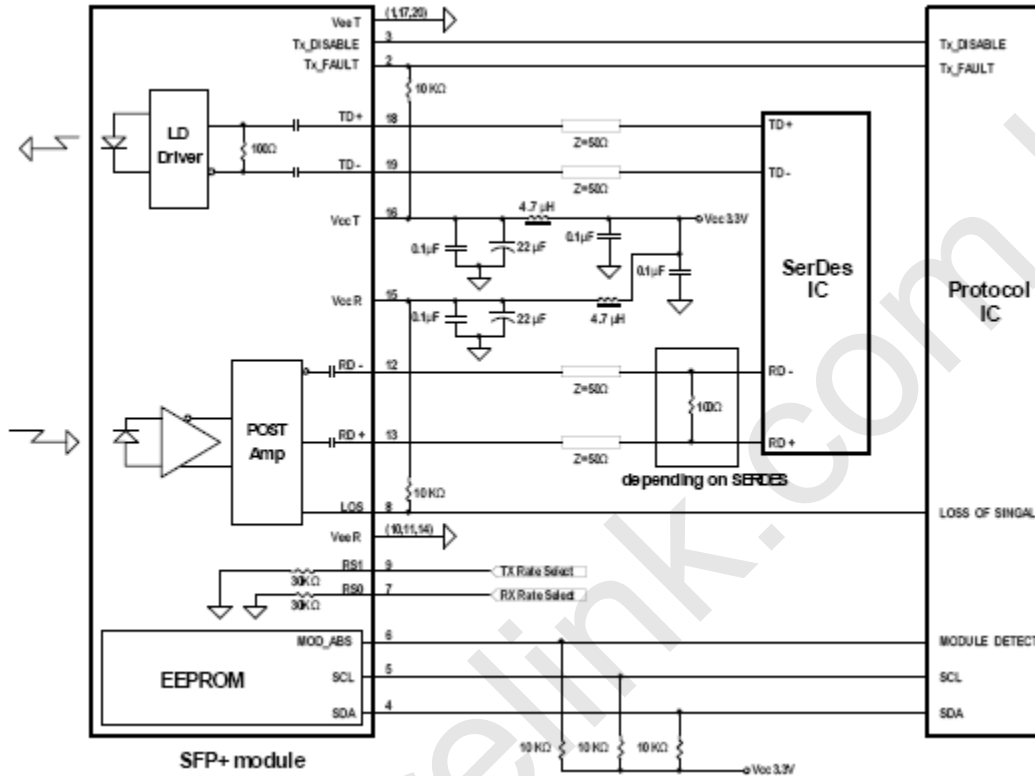 VeeT
(1,17,20)
Tx_DISABLE
3
Tx_DISABLE
Tx_FAULT
2
Tx_FAULT
10 KΩ
LD
Driver
100Ω
TD+
18
Z=50Ω
TD+
TD-
19
Z=50Ω
TD-
VccT
16
4.7 μH
Vcc3.3V
0.1μF
22 μF
0.1μF
0.1μF
SerDes
IC
Protocol
IC
VccR
15
0.1μF
22 μF
4.7 μH
RD -
12
Z=50Ω
RD -
POST
Amp
100Ω
RD +
13
Z=50Ω
RD +
depending on SERDES
10 KΩ
LOS
8
LOSS OF SINGAL
VeeR
(10,11,14)
RS1
9
TX Rate Select
30KΩ
RS0
7
RX Rate Select
30KΩ
MOD_ABS
6
MODULE DETECT
EEPROM
SCL
5
SCL
SDA
4
SDA
10 KΩ
10 KΩ
10 KΩ
SFP+ module
Vcc3.3V
elink.com